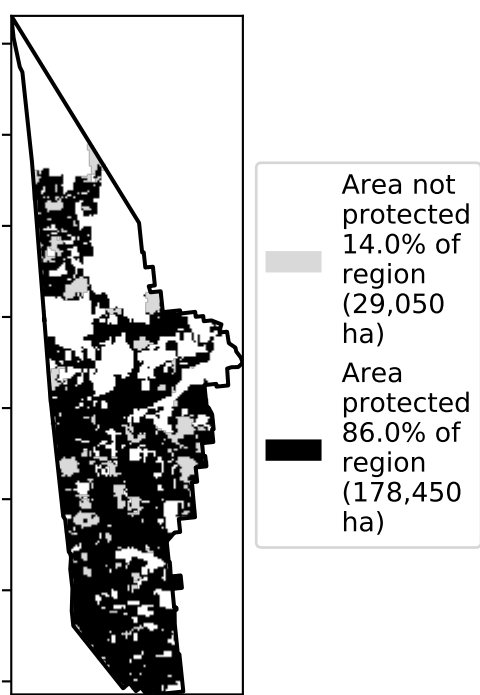 Area not
protected
14.0% of
region
(29,050
ha)
Area
protected
86.0% of
region
(178,450
ha)